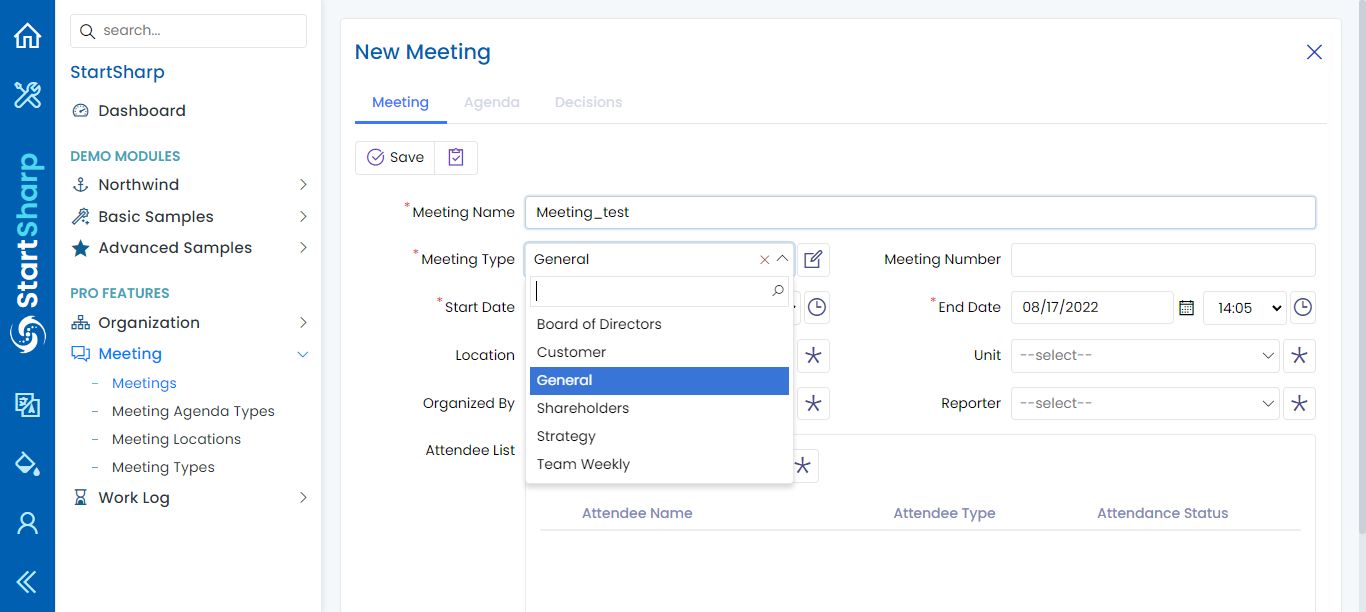 search...
StartSharp
Dashboard
DEMO MODULES
Northwind
Basic Samples
Advanced Samples
PRO FEATURES
Organization
Meeting
- Meetings
- Meeting Agenda Types
- Meeting Locations
- Meeting Types
Work Log
StartSharp
New Meeting
Meeting Agenda Decisions
Save
*Meeting Name Meeting_test
*Meeting Type General Meeting Number
*Start Date *End Date 08/17/2022 14:05
Location Unit --select--
Organized By Reporter --select--
Attendee List
Board of Directors
Customer
General
Shareholders
Strategy
Team Weekly
Attendee Name Attendee Type Attendance Status